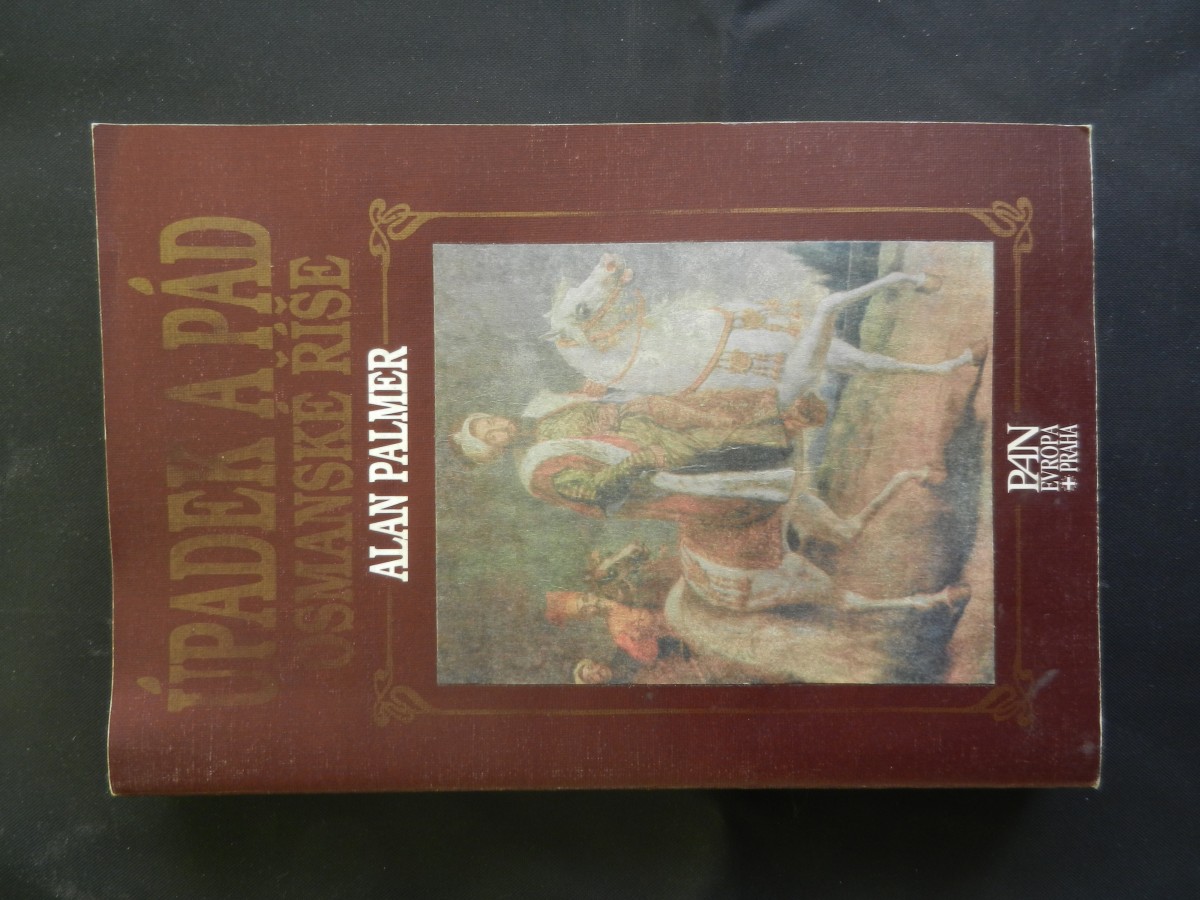 ÚPADEK A PÁD
OSMANSKÉ ŘÍŠE
ALAN PALMER
PAN
EVROPA
PRAHA